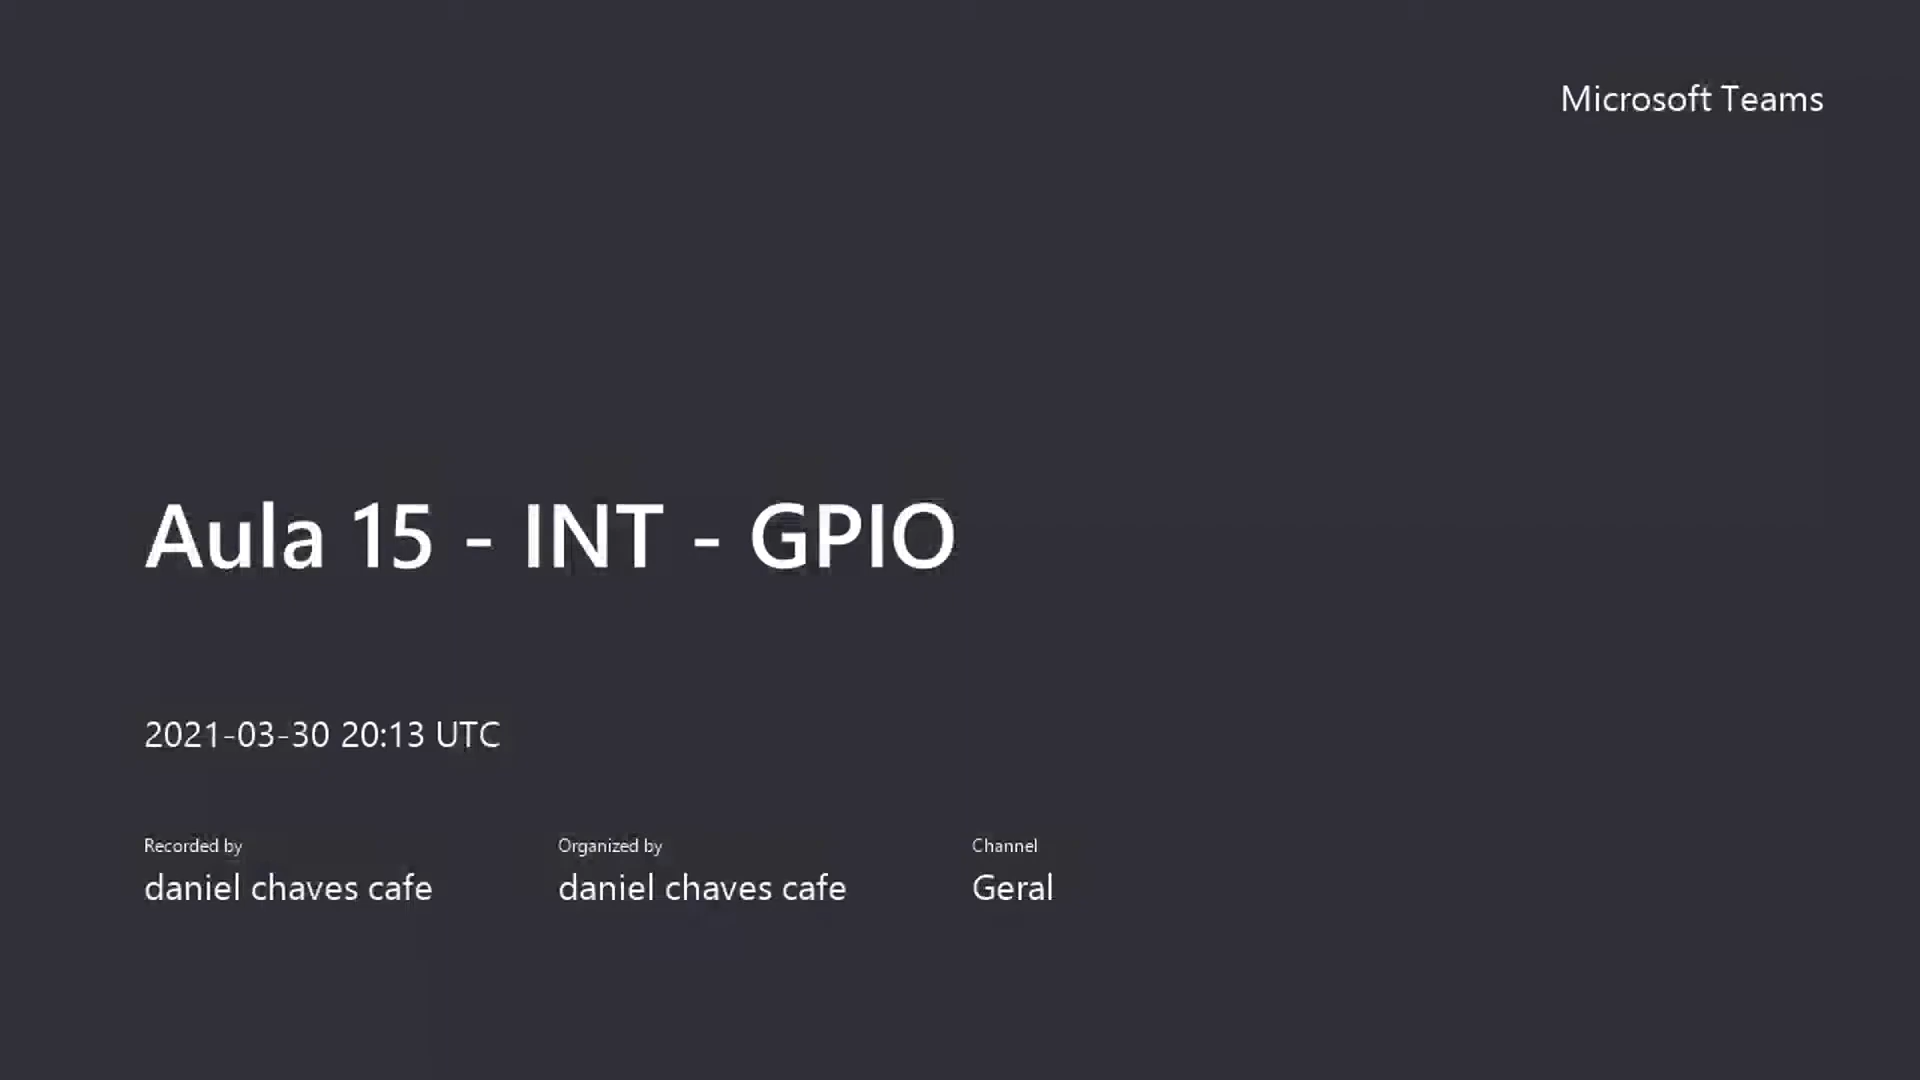 Microsoft Teams
Aula 15 - INT - GPIO
2021-03-30 20:13 UTC
Recorded by
daniel chaves cafe
Organized by
daniel chaves cafe
Channel
Geral